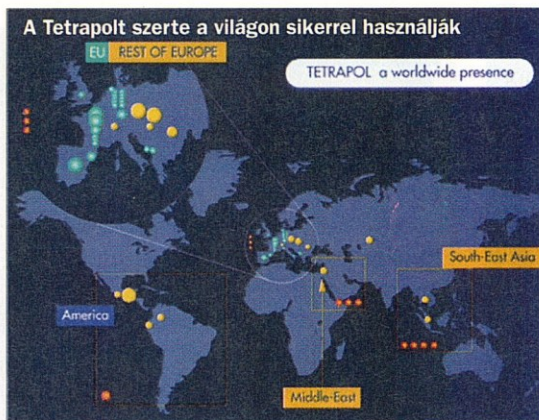 A Tetrapolt szerte a világon sikerrel használják
EU REST OF EUROPE
TETRAPOL a worldwide presence
South-East Asia
America
Middle-East